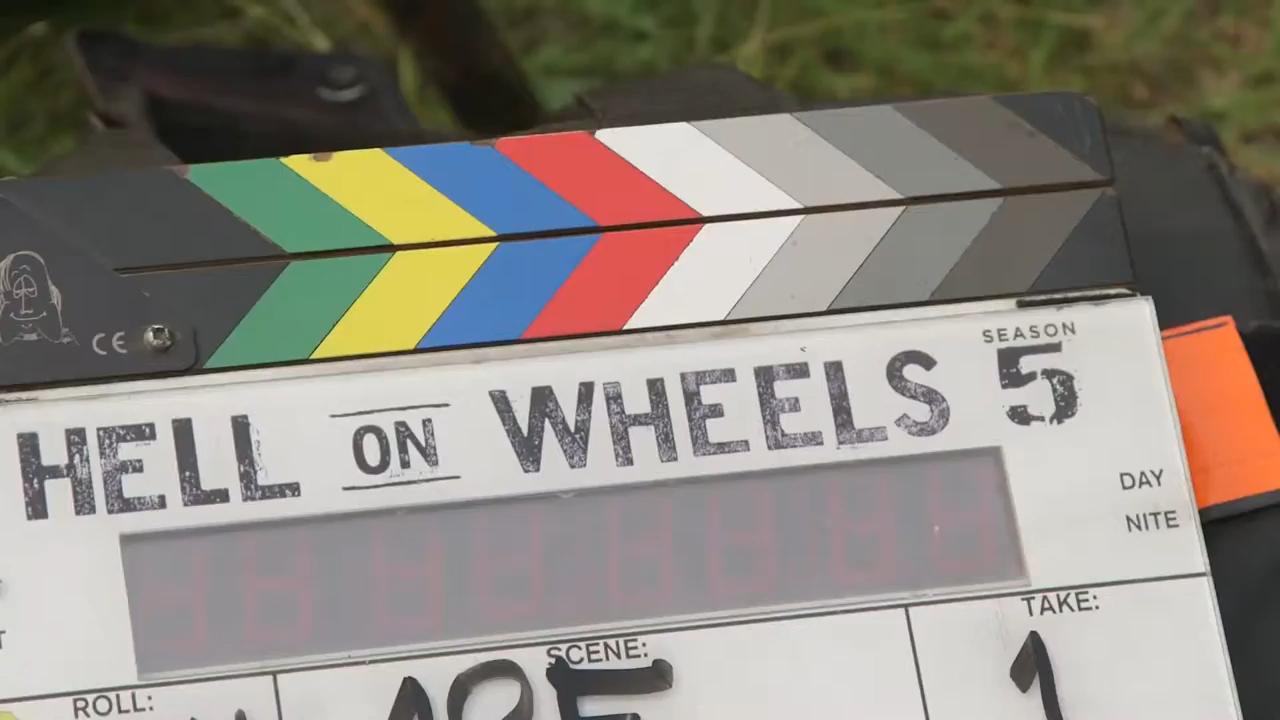 CE
SEASON
HELL ON WHEELS 5
DAY
NITE
SCENE:
TAKE:
1
ROLL: